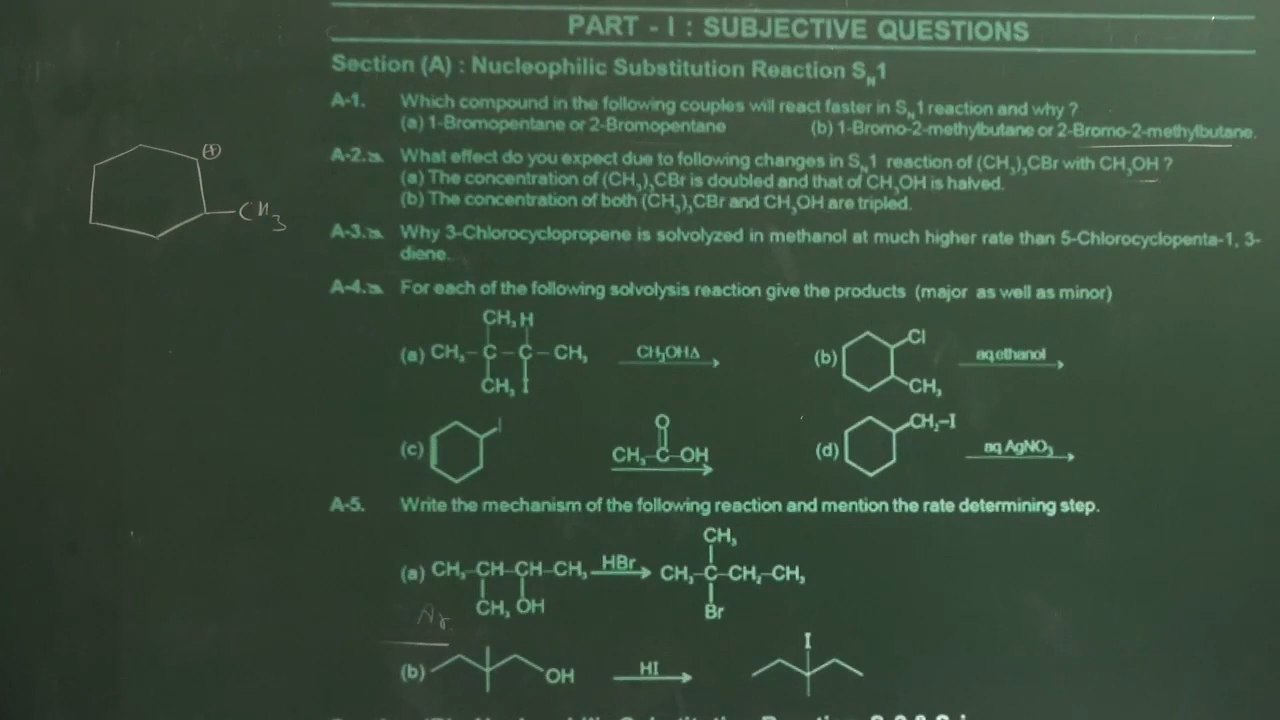 PART - I : SUBJECTIVE QUESTIONS
Section (A) : Nucleophilic Substitution Reaction SN1
A-1. Which compound in the following couples will react faster in SN1 reaction and why ?
(a) 1-Bromopentane or 2-Bromopentane (b) 1-Bromo-2-methylbutane or 2-Bromo-2-methylbutane.
A-2. What effect do you expect due to following changes in SN1 reaction of (CH3)3CBr with CH3OH ?
(a) The concentration of (CH3)3CBr is doubled and that of CH3OH is halved.
(b) The concentration of both (CH3)3CBr and CH3OH are tripled.
⊕
CH3
A-3. Why 3-Chlorocyclopropene is solvolyzed in methanol at much higher rate than 5-Chlorocyclopenta-1, 3-
diene.
A-4. For each of the following solvolysis reaction give the products (major as well as minor)
CH3 H
(a) CH3–C–C–CH3 CH3OHΔ
CH3 I
(b) Cl aq ethanol
CH3
(c) I
O
CH3–C–OH
(d) CH2–I aq AgNO3
A-5. Write the mechanism of the following reaction and mention the rate determining step.
CH3
(a) CH3–CH–CH–CH3 HBr CH3–C–CH2–CH3
CH3 OH Br
I
(b) OH HI